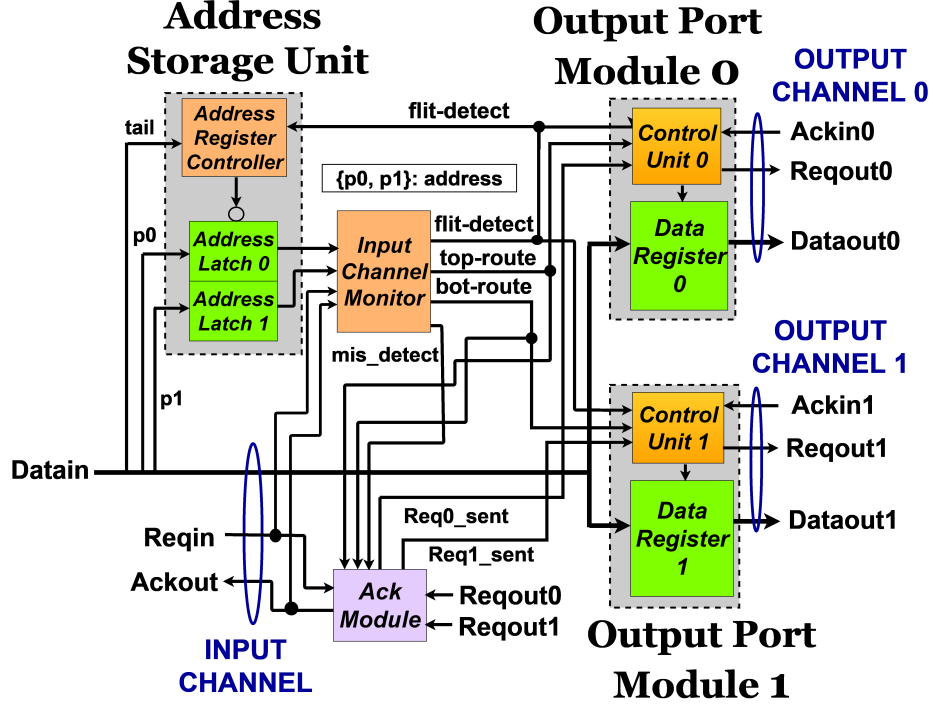 Address
Storage Unit
Output Port
Module 0
OUTPUT
CHANNEL 0
tail
Address
Register
Controller
flit-detect
Control
Unit 0
Ackin0
Reqout0
{p0, p1}: address
p0
Address
Latch 0
Address
Latch 1
Input
Channel
Monitor
flit-detect
top-route
bot-route
Data
Register
0
Dataout0
mis_detect
p1
OUTPUT
CHANNEL 1
Control
Unit 1
Ackin1
Reqout1
Datain
Data
Register
1
Dataout1
Req0_sent
Req1_sent
Reqin
Ackout
Ack
Module
Reqout0
Reqout1
INPUT
CHANNEL
Output Port
Module 1